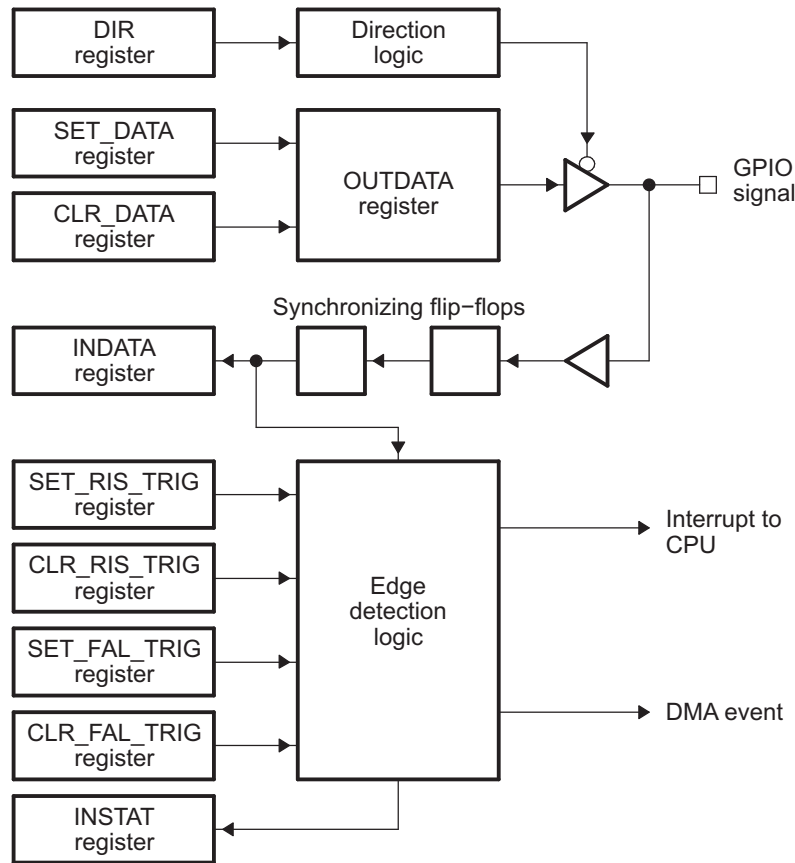 DIR
register
Direction
logic
SET_DATA
register
CLR_DATA
register
OUTDATA
register
GPIO
signal
Synchronizing flip−flops
INDATA
register
SET_RIS_TRIG
register
CLR_RIS_TRIG
register
SET_FAL_TRIG
register
CLR_FAL_TRIG
register
INSTAT
register
Edge
detection
logic
Interrupt to
CPU
DMA event